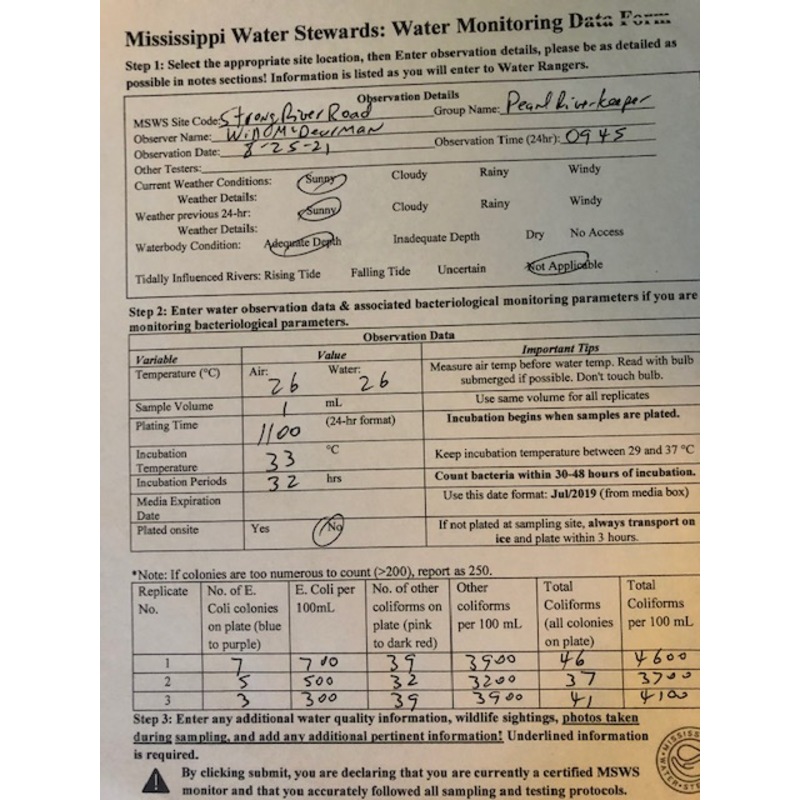 Mississippi Water Stewards: Water Monitoring Data Form
Step 1: Select the appropriate site location, then Enter observation details, please be as detailed as
possible in notes sections! Information is listed as you will enter to Water Rangers.
Observation Details
MSWS Site Code: Strong River Road Group Name: Pearl Riverkeeper
Observer Name:
Observation Date: 8-25-21 Observation Time (24hr): 0945
Other Testers:
Current Weather Conditions: Sunny Cloudy Rainy Windy
Weather Details:
Weather previous 24-hr: Sunny Cloudy Rainy Windy
Weather Details:
Waterbody Condition: Adequate Depth Inadequate Depth Dry No Access
Tidally Influenced Rivers: Rising Tide Falling Tide Uncertain Not Applicable
Step 2: Enter water observation data & associated bacteriological monitoring parameters if you are
monitoring bacteriological parameters.
Observation Data
Variable Value Important Tips
Temperature (°C) Air: 26 Water: 26 Measure air temp before water temp. Read with bulb
submerged if possible. Don't touch bulb.
Sample Volume 1 mL Use same volume for all replicates
Plating Time 1100 (24-hr format) Incubation begins when samples are plated.
Incubation
Temperature 33 °C Keep incubation temperature between 29 and 37 °C
Incubation Periods 32 hrs Count bacteria within 30-48 hours of incubation.
Media Expiration
Date Use this date format: Jul/2019 (from media box)
Plated onsite Yes No If not plated at sampling site, always transport on
ice and plate within 3 hours.
*Note: If colonies are too numerous to count (>200), report as 250.
Replicate No. of E. E. Coli per No. of other Other Total Total
No. Coli colonies 100mL coliforms on coliforms Coliforms Coliforms
on plate (blue plate (pink per 100 mL (all colonies per 100 mL
to purple) to dark red) on plate)
1 7 700 39 3900 46 4600
2 5 500 32 3200 37 3700
3 3 300 39 3900 41 4100
Step 3: Enter any additional water quality information, wildlife sightings, photos taken
during sampling, and add any additional pertinent information! Underlined information
is required.
By clicking submit, you are declaring that you are currently a certified MSWS
monitor and that you accurately followed all sampling and testing protocols.